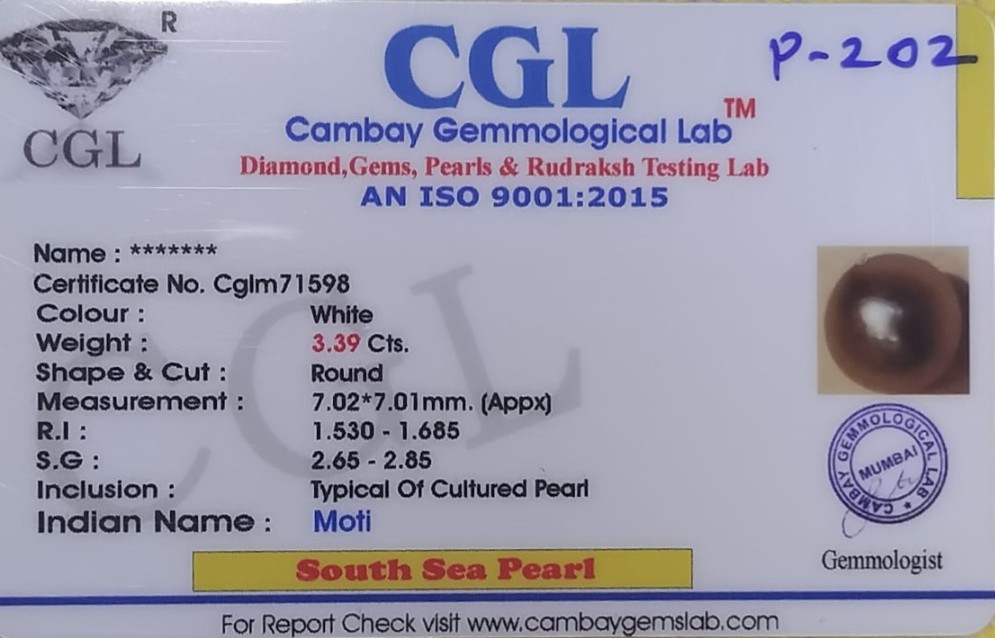 R
CGL
CGL
P-202
TM
Cambay Gemmological Lab
Diamond,Gems, Pearls & Rudraksh Testing Lab
AN ISO 9001:2015
Name : *******
Certificate No. Cglm71598
Colour : White
Weight : 3.39 Cts.
Shape & Cut : Round
Measurement : 7.02*7.01mm. (Appx)
R.I : 1.530 - 1.685
S.G : 2.65 - 2.85
Inclusion : Typical Of Cultured Pearl
Indian Name : Moti
CGL
CAMBAY GEMMOLOGICAL LAB
MUMBAI
Gemmologist
South Sea Pearl
For Report Check visit www.cambaygemslab.com